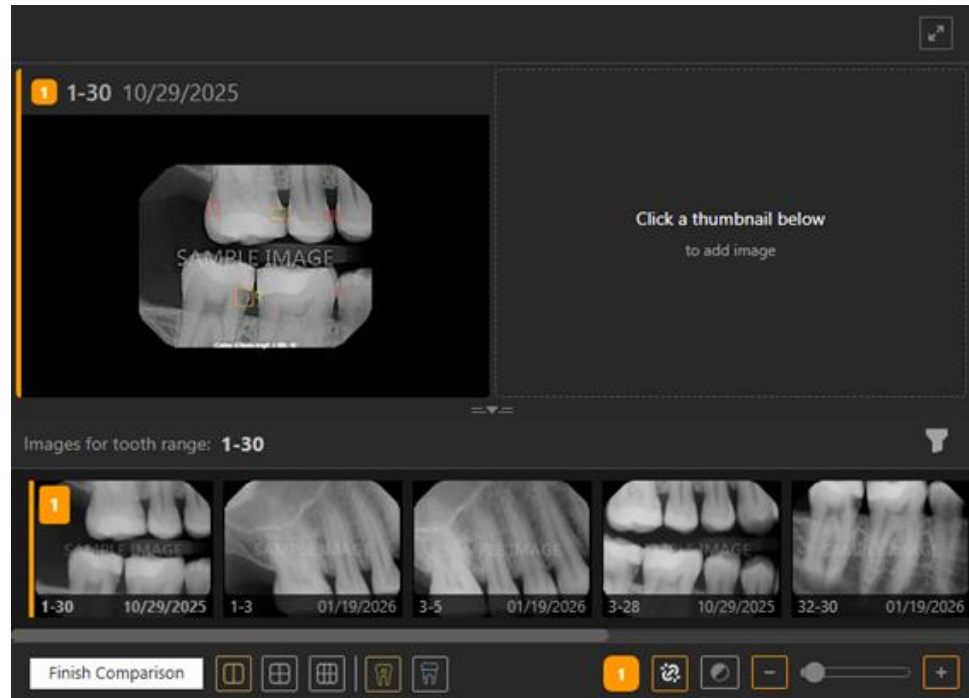 1 1-30 10/29/2025
SAMPLE IMAGE
Click a thumbnail below
to add image
Images for tooth range: 1-30
1
SAMPLE IMAGE
1-30 10/29/2025
1-3 01/19/2026
3-5 01/19/2026
3-28 10/29/2025
32-30 01/19/2026
Finish Comparison
1